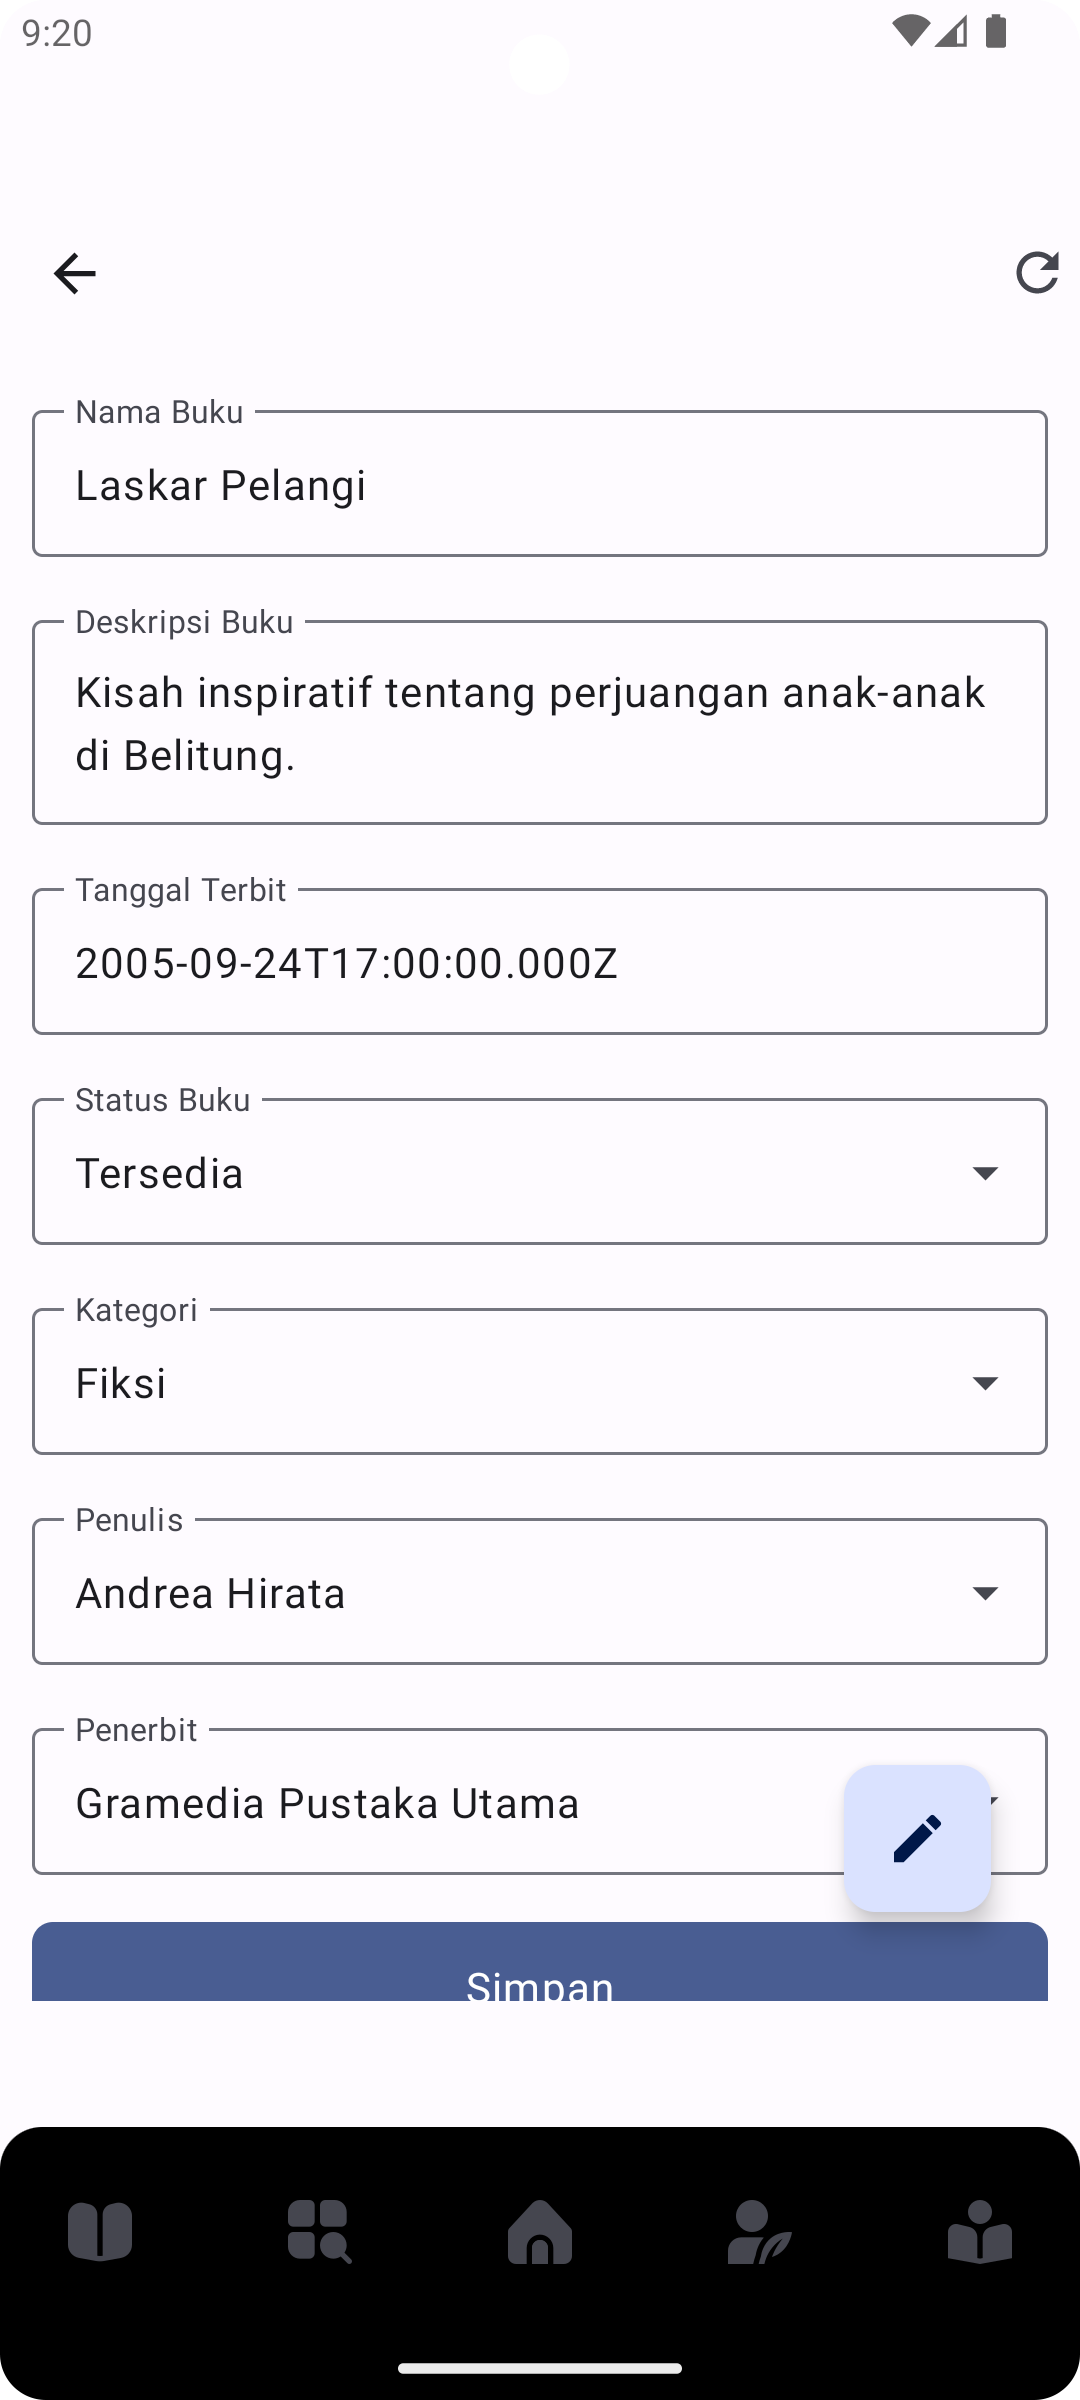 9:20
Nama Buku
Laskar Pelangi
Deskripsi Buku
Kisah inspiratif tentang perjuangan anak-anak
di Belitung.
Tanggal Terbit
2005-09-24T17:00:00.000Z
Status Buku
Tersedia
Kategori
Fiksi
Penulis
Andrea Hirata
Penerbit
Gramedia Pustaka Utama
Simpan